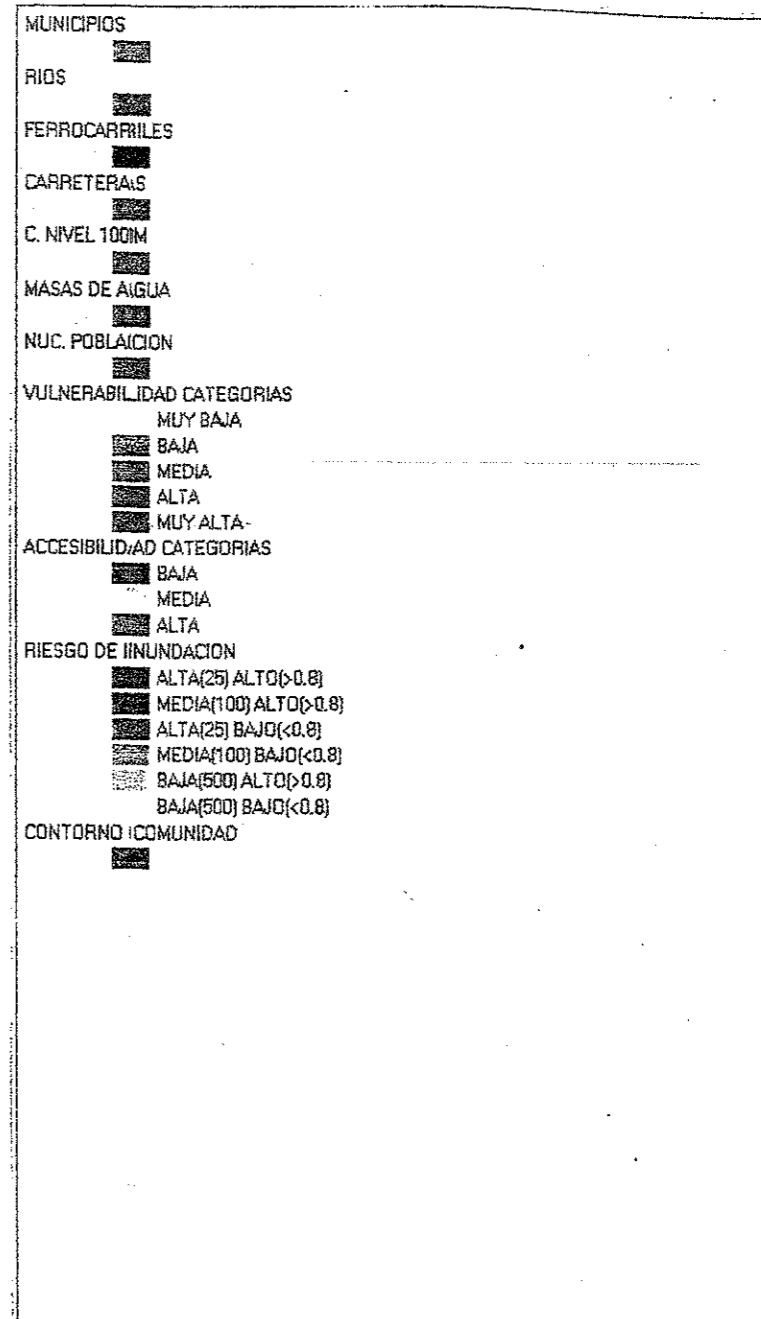 MUNICIPIOS
RIOS
FERROCARRILES
CARRETERAS
C. NIVEL 100M
MASAS DE AGUA
NUC. POBLACION
VULNERABILIDAD CATEGORIAS
MUY BAJA
BAJA
MEDIA
ALTA
MUY ALTA
ACCESIBILIDAD CATEGORIAS
BAJA
MEDIA
ALTA
RIESGO DE INUNDACION
ALTA(25) ALTO(>0.8)
MEDIA(100) ALTO(>0.8)
ALTA(25) BAJO(<0.8)
MEDIA(100) BAJO(<0.8)
BAJA(500) ALTO(>0.8)
BAJA(500) BAJO(<0.8)
CONTORNO COMUNIDAD